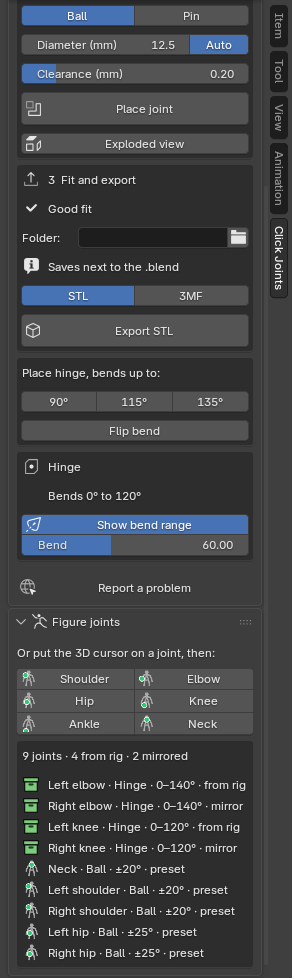 Ball Pin
Diameter (mm) 12.5 Auto
Clearance (mm) 0.20
Place joint
Exploded view
3 Fit and export
Good fit
Folder:
Saves next to the .blend
STL 3MF
Export STL
Place hinge, bends up to:
90° 115° 135°
Flip bend
Hinge
Bends 0° to 120°
Show bend range
Bend 60.00
Report a problem
Figure joints
Or put the 3D cursor on a joint, then:
Shoulder Elbow
Hip Knee
Ankle Neck
9 joints · 4 from rig · 2 mirrored
Left elbow · Hinge · 0–140° · from rig
Right elbow · Hinge · 0–140° · mirror
Left knee · Hinge · 0–120° · from rig
Right knee · Hinge · 0–120° · mirror
Neck · Ball · ±20° · preset
Left shoulder · Ball · ±20° · preset
Right shoulder · Ball · ±20° · preset
Left hip · Ball · ±25° · preset
Right hip · Ball · ±25° · preset
Item
Tool
View
Animation
Click Joints